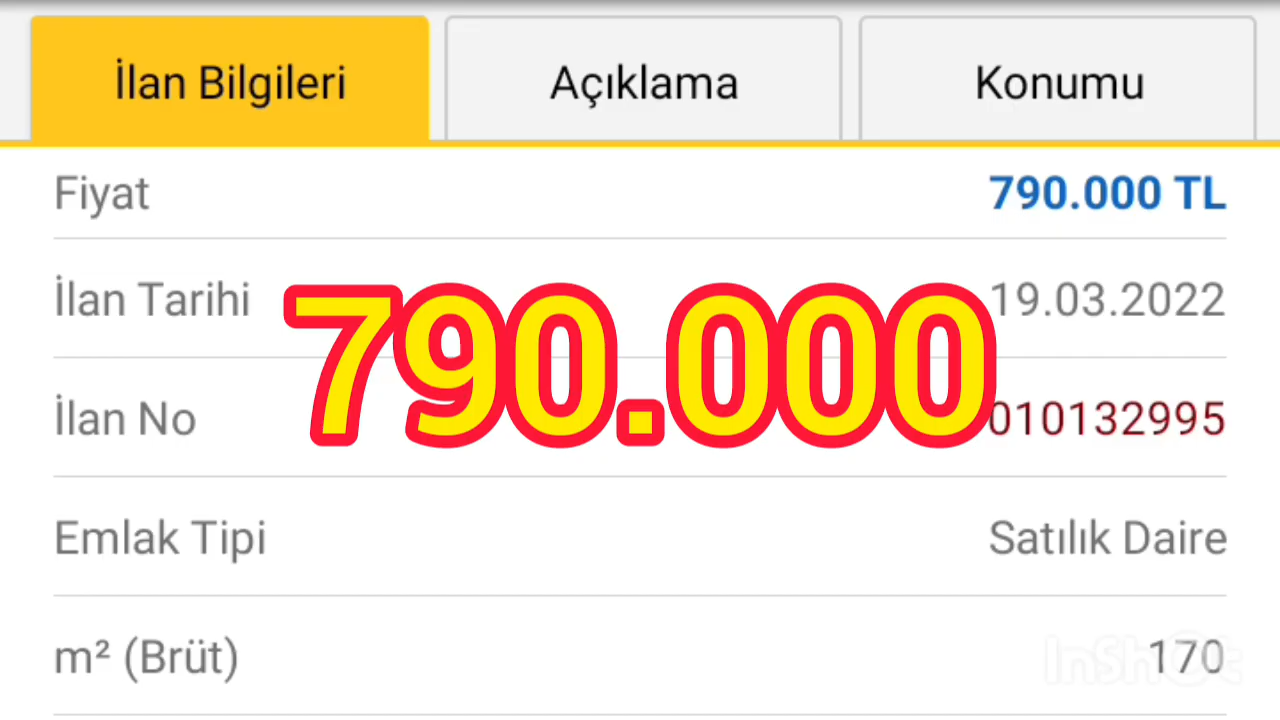 İlan Bilgileri Açıklama Konumu
Fiyat 790.000 TL
İlan Tarihi 19.03.2022
790.000
İlan No 010132995
Emlak Tipi Satılık Daire
m² (Brüt) 170
InShOt